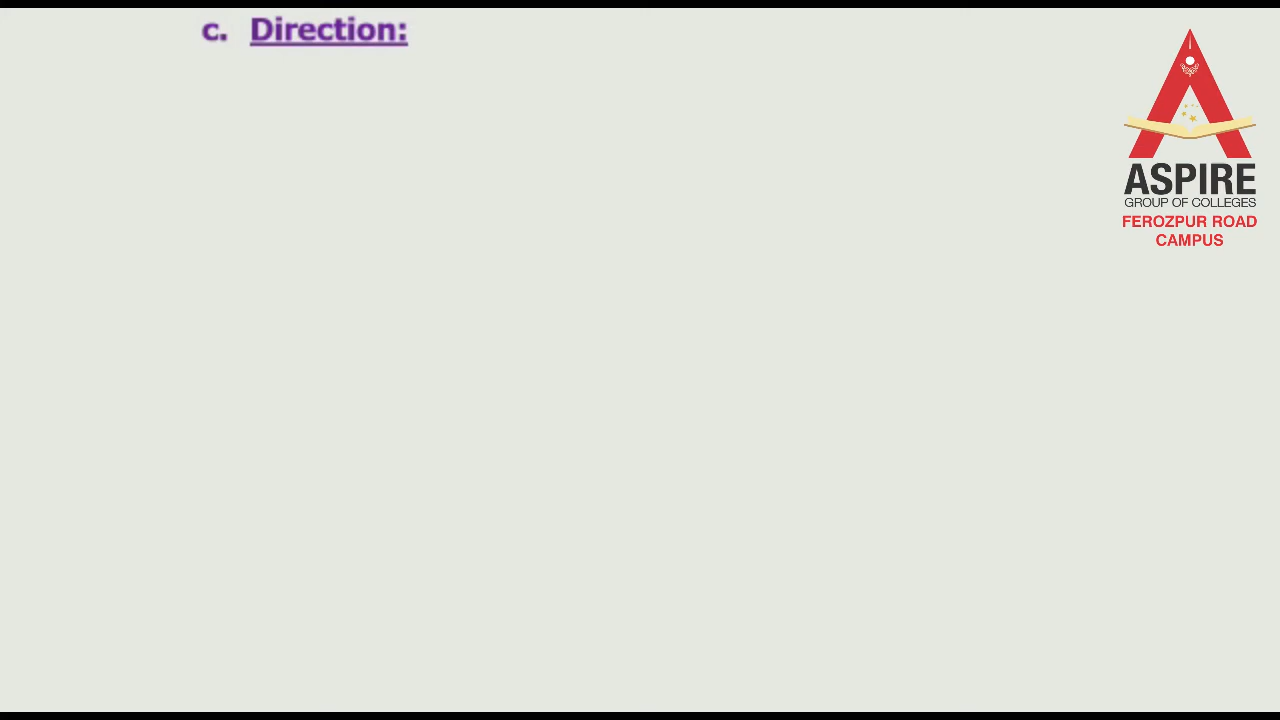 c. Direction:
ASPIRE
GROUP OF COLLEGES
FEROZPUR ROAD
CAMPUS